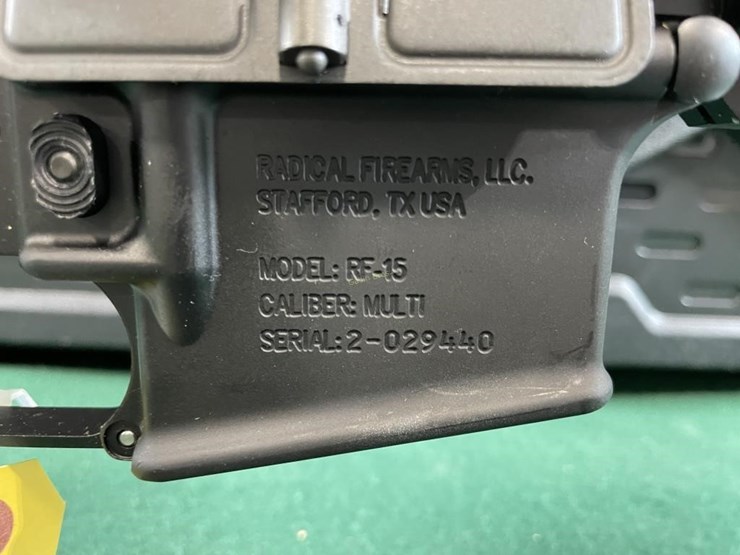 RADICAL FIREARMS, LLC.
STAFFORD, TX USA
MODEL: RF-15
CALIBER: MULTI
SERIAL: 2-029440